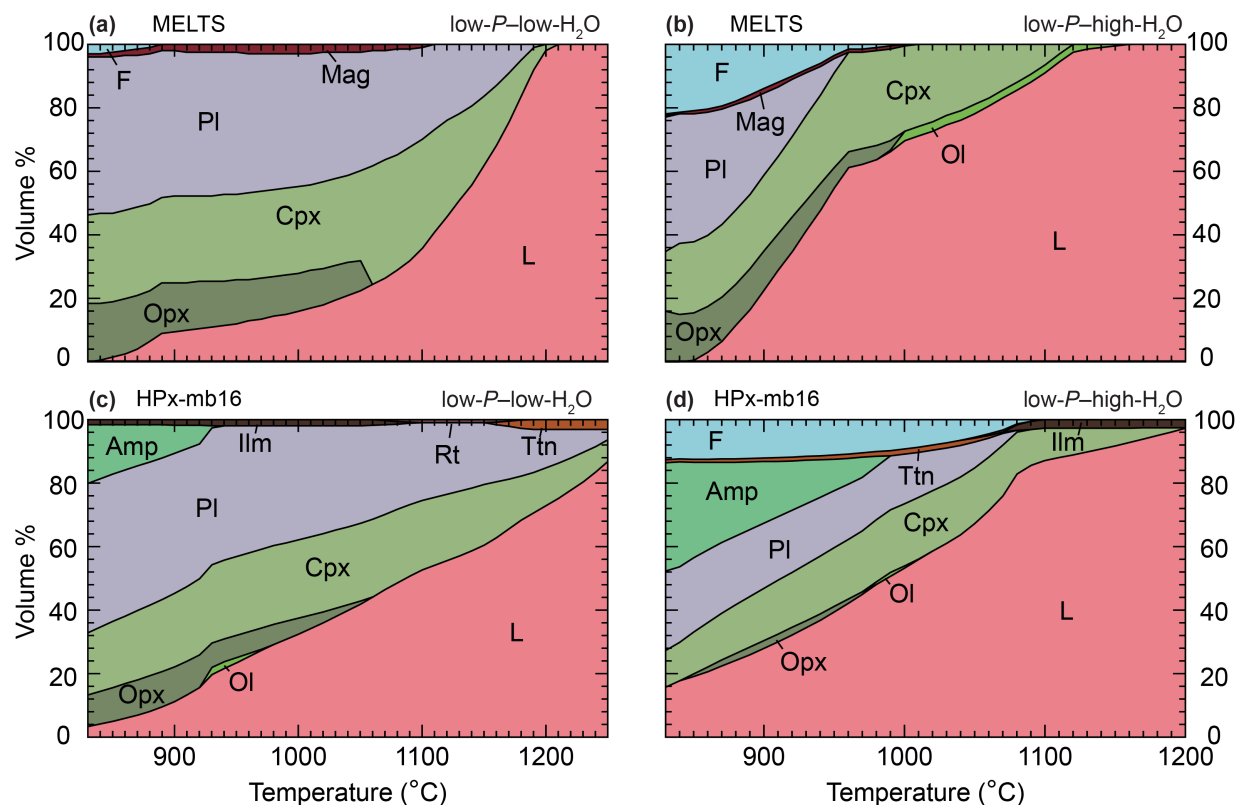 (a) MELTS low-P–low-H₂O
(b) MELTS low-P–high-H₂O
100
80
60
40
20
0
Volume %
F
Mag
Pl
Cpx
Opx
L
F
Mag
Cpx
Pl
Ol
L
Opx
100
80
60
40
20
0
(c) HPx-mb16 low-P–low-H₂O
(d) HPx-mb16 low-P–high-H₂O
100
80
60
40
20
0
Volume %
Amp
Ilm
Rt
Ttn
Pl
Cpx
L
Opx
Ol
900 1000 1100 1200
Temperature (°C)
F
Ilm
Ttn
Amp
Cpx
Pl
Ol
L
Opx
100
80
60
40
20
0
900 1000 1100 1200
Temperature (°C)